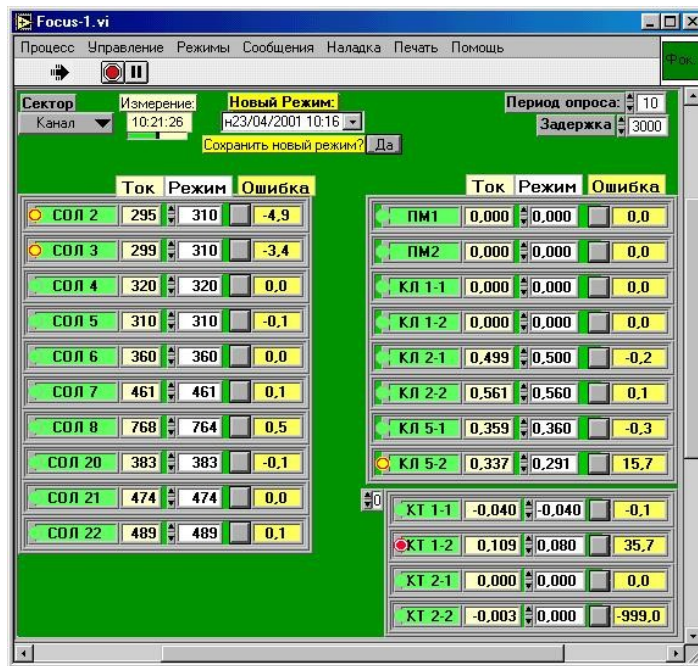 Focus-1.vi
Процесс Управление Режимы Сообщения Наладка Печать Помощь
Фок
Сектор
Канал
Измерение:
10:21:26
Новый Режим:
н23/04/2001 10:16
Сохранить новый режим? Да
Период опроса: 10
Задержка 3000
Ток Режим Ошибка
СОЛ 2 295 310 -4,9
СОЛ 3 299 310 -3,4
СОЛ 4 320 320 0,0
СОЛ 5 310 310 -0,1
СОЛ 6 360 360 0,0
СОЛ 7 461 461 0,1
СОЛ 8 768 764 0,5
СОЛ 20 383 383 -0,1
СОЛ 21 474 474 0,0
СОЛ 22 489 489 0,1
Ток Режим Ошибка
ПМ1 0,000 0,000 0,0
ПМ2 0,000 0,000 0,0
КЛ 1-1 0,000 0,000 0,0
КЛ 1-2 0,000 0,000 0,0
КЛ 2-1 0,499 0,500 -0,2
КЛ 2-2 0,561 0,560 0,1
КЛ 5-1 0,359 0,360 -0,3
КЛ 5-2 0,337 0,291 15,7
0
КТ 1-1 -0,040 -0,040 -0,1
КТ 1-2 0,109 0,080 35,7
КТ 2-1 0,000 0,000 0,0
КТ 2-2 -0,003 0,000 -999,0